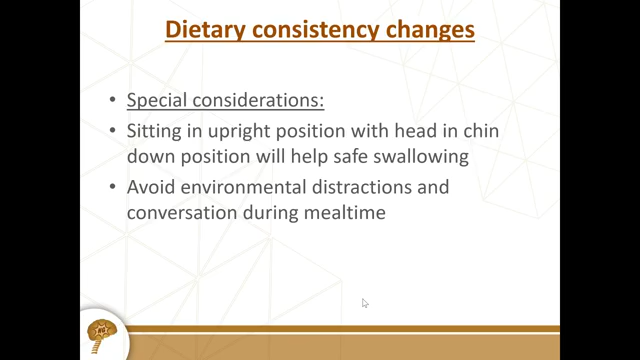 Dietary consistency changes
• Special considerations:
• Sitting in upright position with head in chin
down position will help safe swallowing
• Avoid environmental distractions and
conversation during mealtime